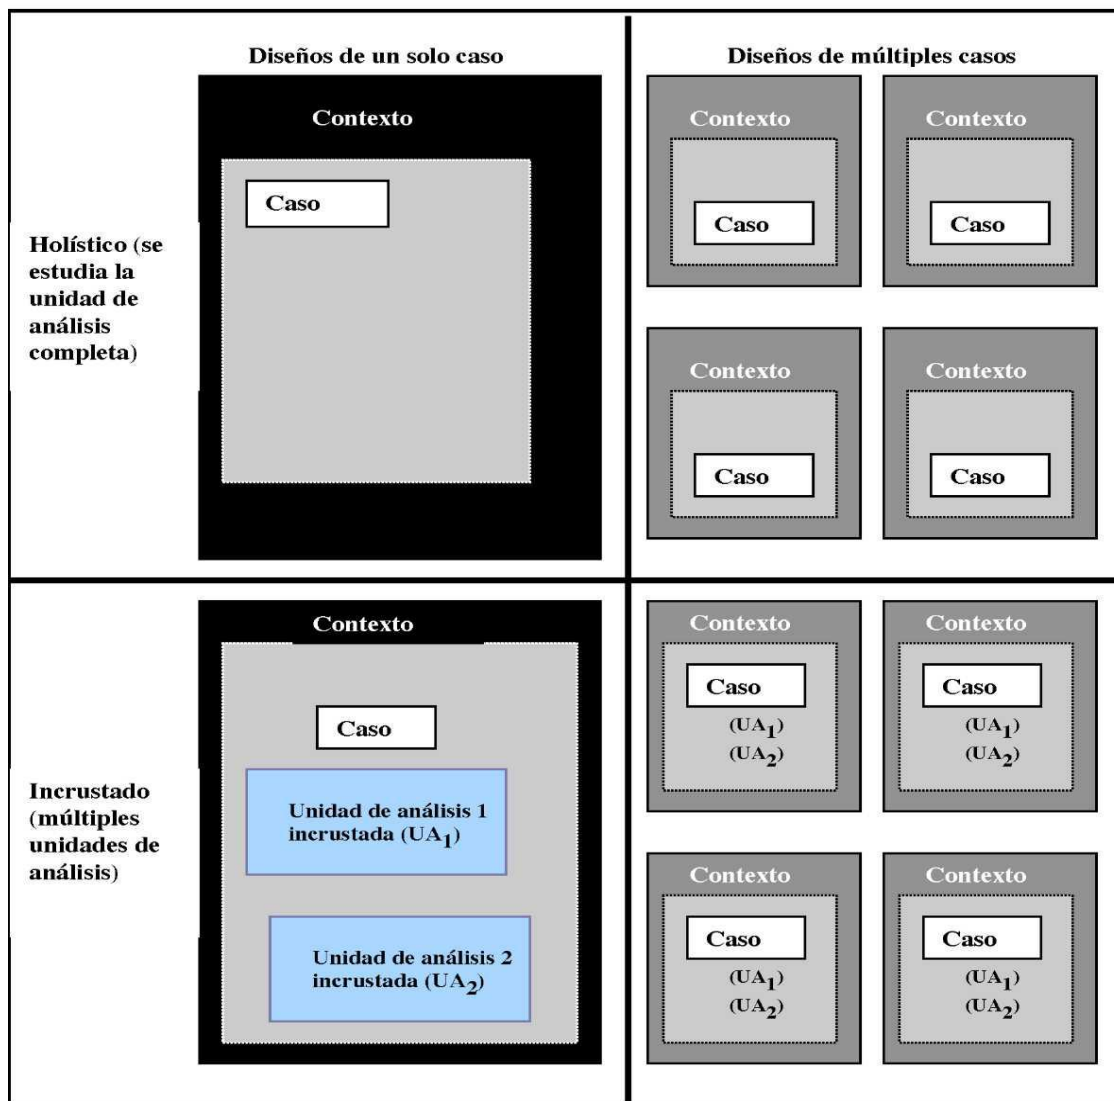 Diseños de un solo caso
Diseños de múltiples casos
Contexto
Caso
Contexto
Caso
Contexto
Caso
Holístico (se
estudia la
unidad de
análisis
completa)
Contexto
Caso
Contexto
Caso
Contexto
Caso
Unidad de análisis 1
incrustada (UA1)
Unidad de análisis 2
incrustada (UA2)
Contexto
Caso
(UA1)
(UA2)
Contexto
Caso
(UA1)
(UA2)
Incrustado
(múltiples
unidades de
análisis)
Contexto
Caso
(UA1)
(UA2)
Contexto
Caso
(UA1)
(UA2)